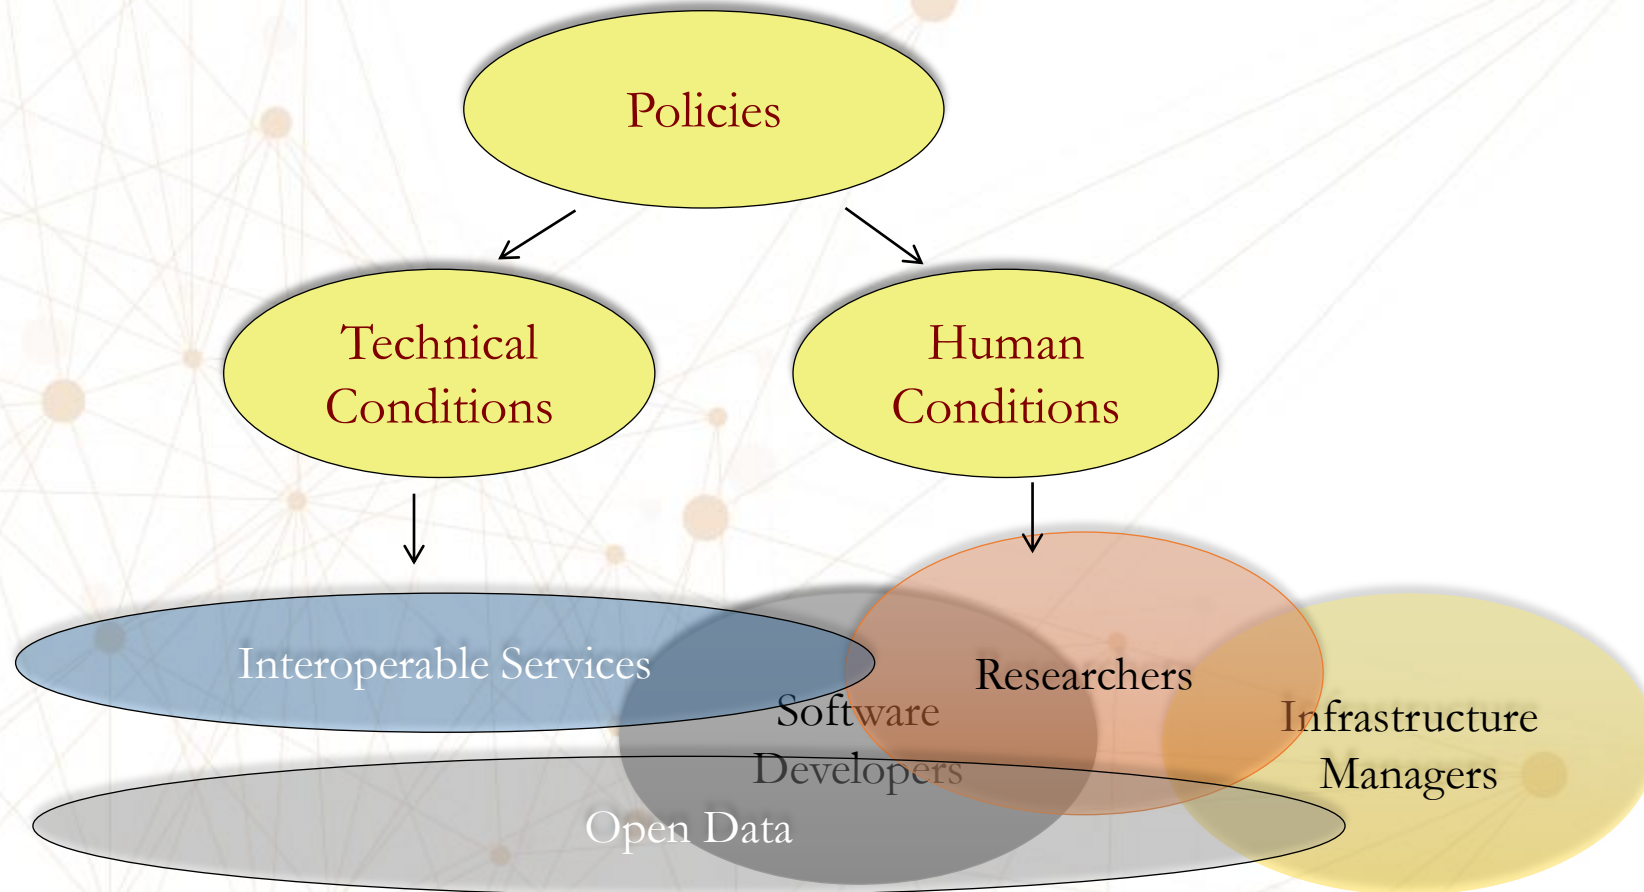 Policies
Technical
Conditions
Human
Conditions
Interoperable Services
Researchers
Software
Developers
Infrastructure
Managers
Open Data